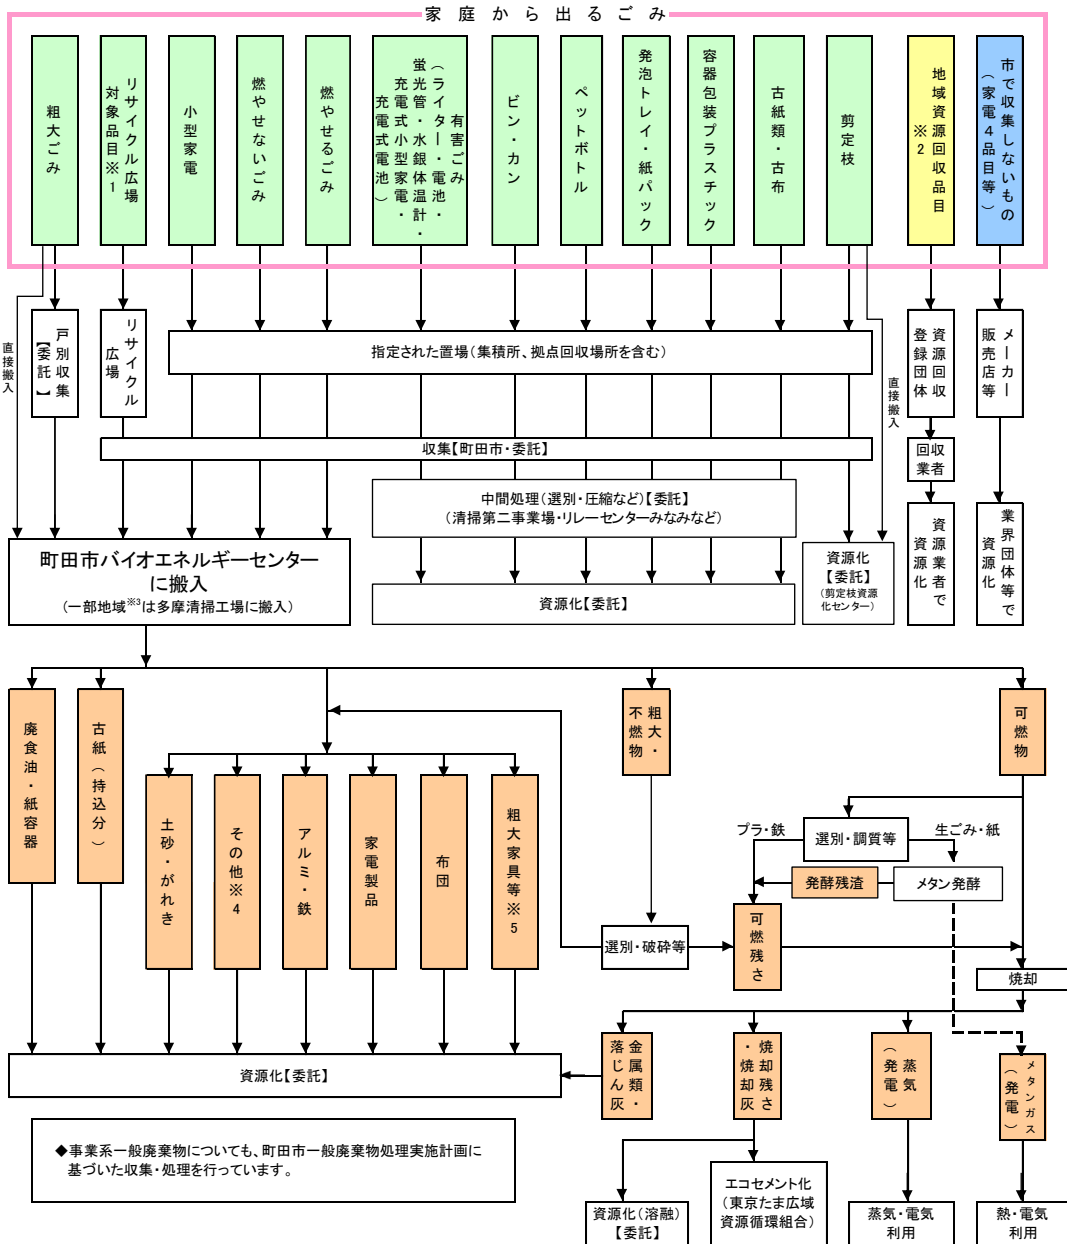 家庭から出るごみ
粗大ごみ
リサイクル広場
対象品目※1
小型家電
燃やせないごみ
燃やせるごみ
有害ごみ
（ライター・電池・
蛍光管・水銀体温計・
充電式小型家電・
充電式電池）
ビン・カン
ペットボトル
発泡トレイ・紙パック
容器包装プラスチック
古紙類・古布
剪定枝
地域資源回収品目
※2
市で収集しないもの
（家電４品目等）
直接搬入
戸別収集
【委託】
リサイクル
広場
指定された置場(集積所、拠点回収場所を含む)
直接搬入
資源回収
登録団体
メーカー
販売店等
収集【町田市・委託】
回収
業者
中間処理(選別・圧縮など)【委託】
(清掃第二事業場・リレーセンターみなみなど)
町田市バイオエネルギーセンター
に搬入
(一部地域※3は多摩清掃工場に搬入)
資源化【委託】
資源化
【委託】
(剪定枝資源
化センター)
資源業者で
資源化
業界団体等で
資源化
廃食油・紙容器
古紙（持込分）
粗大・
不燃物
可燃物
土砂・がれき
その他※4
アルミ・鉄
家電製品
布団
粗大家具等※5
プラ・鉄
選別・調質等
生ごみ・紙
発酵残渣
メタン発酵
選別・破砕等
可燃残さ
焼却
資源化【委託】
金属類・
落じん灰
焼却残さ
・焼却灰
蒸気
（発電）
メタンガス
（発電）
◆事業系一般廃棄物についても、町田市一般廃棄物処理実施計画に
基づいた収集・処理を行っています。
資源化(溶融)
【委託】
エコセメント化
(東京たま広域
資源循環組合)
蒸気・電気
利用
熱・電気
利用